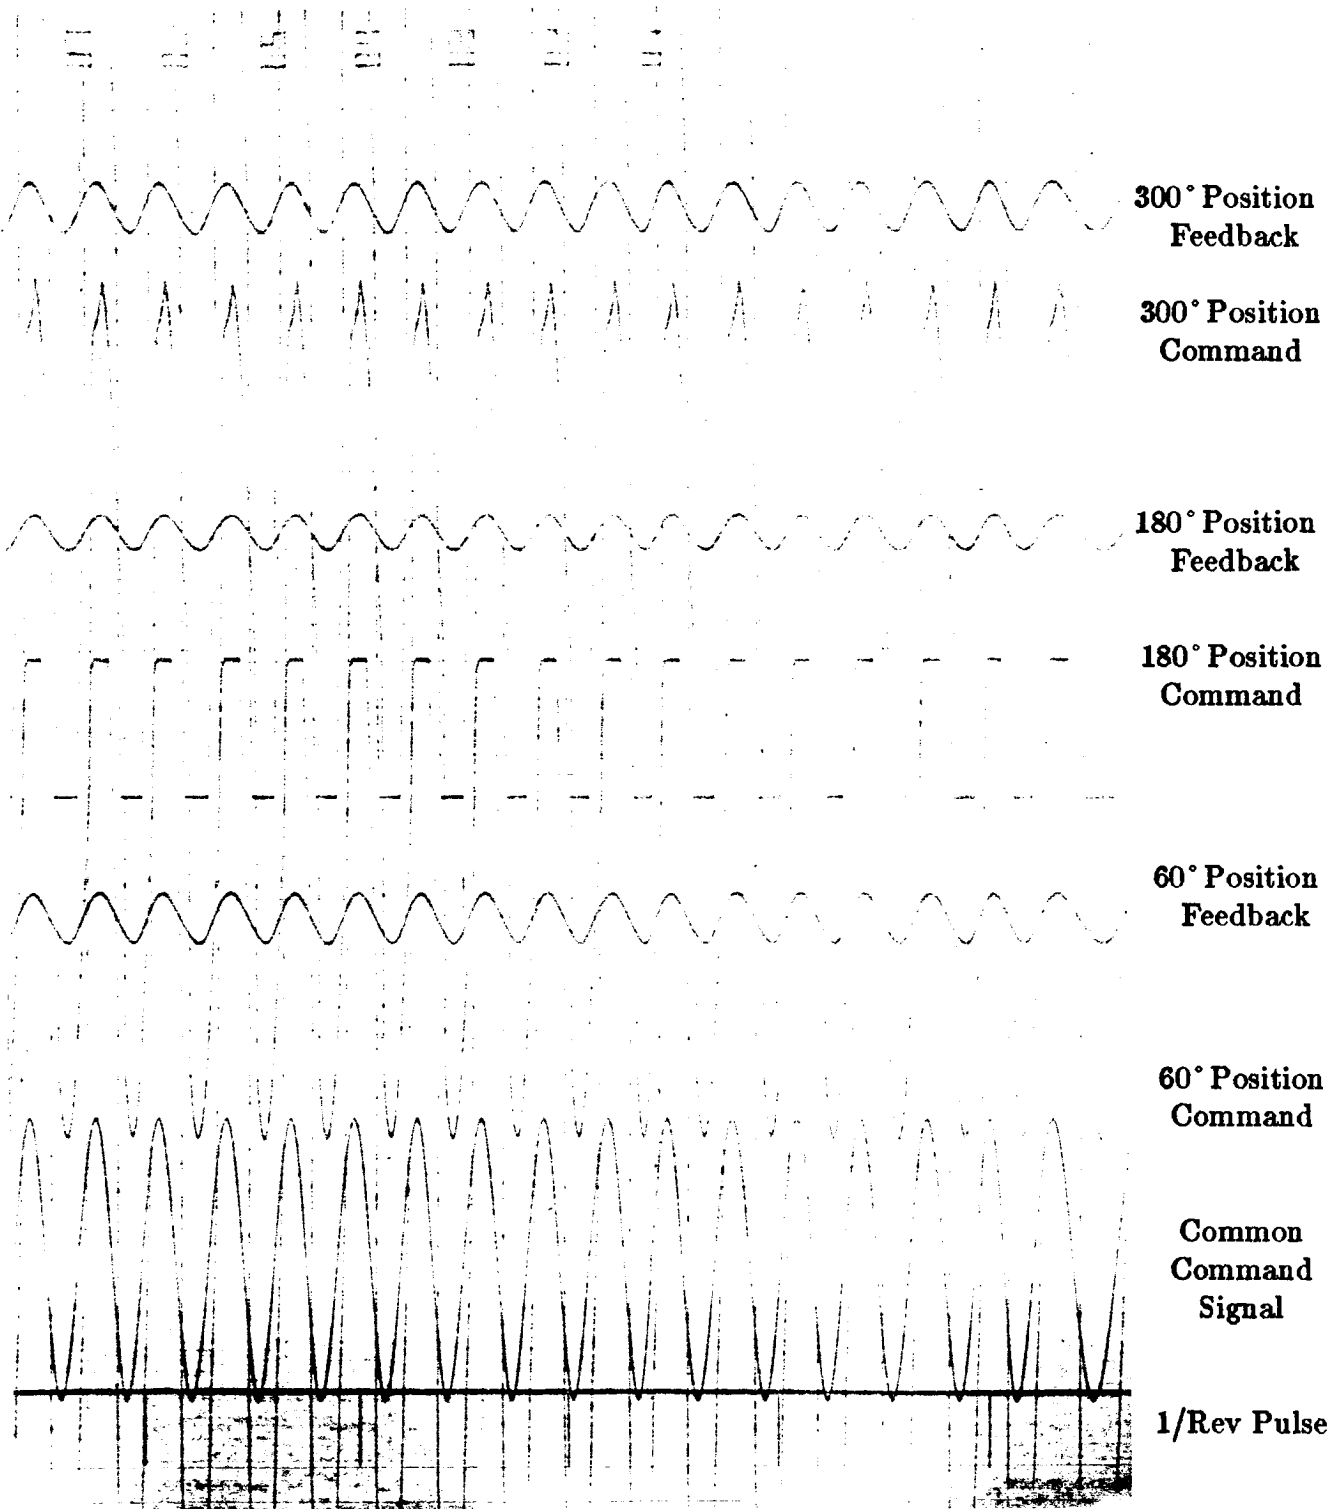 300° Position
Feedback
300° Position
Command
180° Position
Feedback
180° Position
Command
60° Position
Feedback
60° Position
Command
Common
Command
Signal
1/Rev Pulse